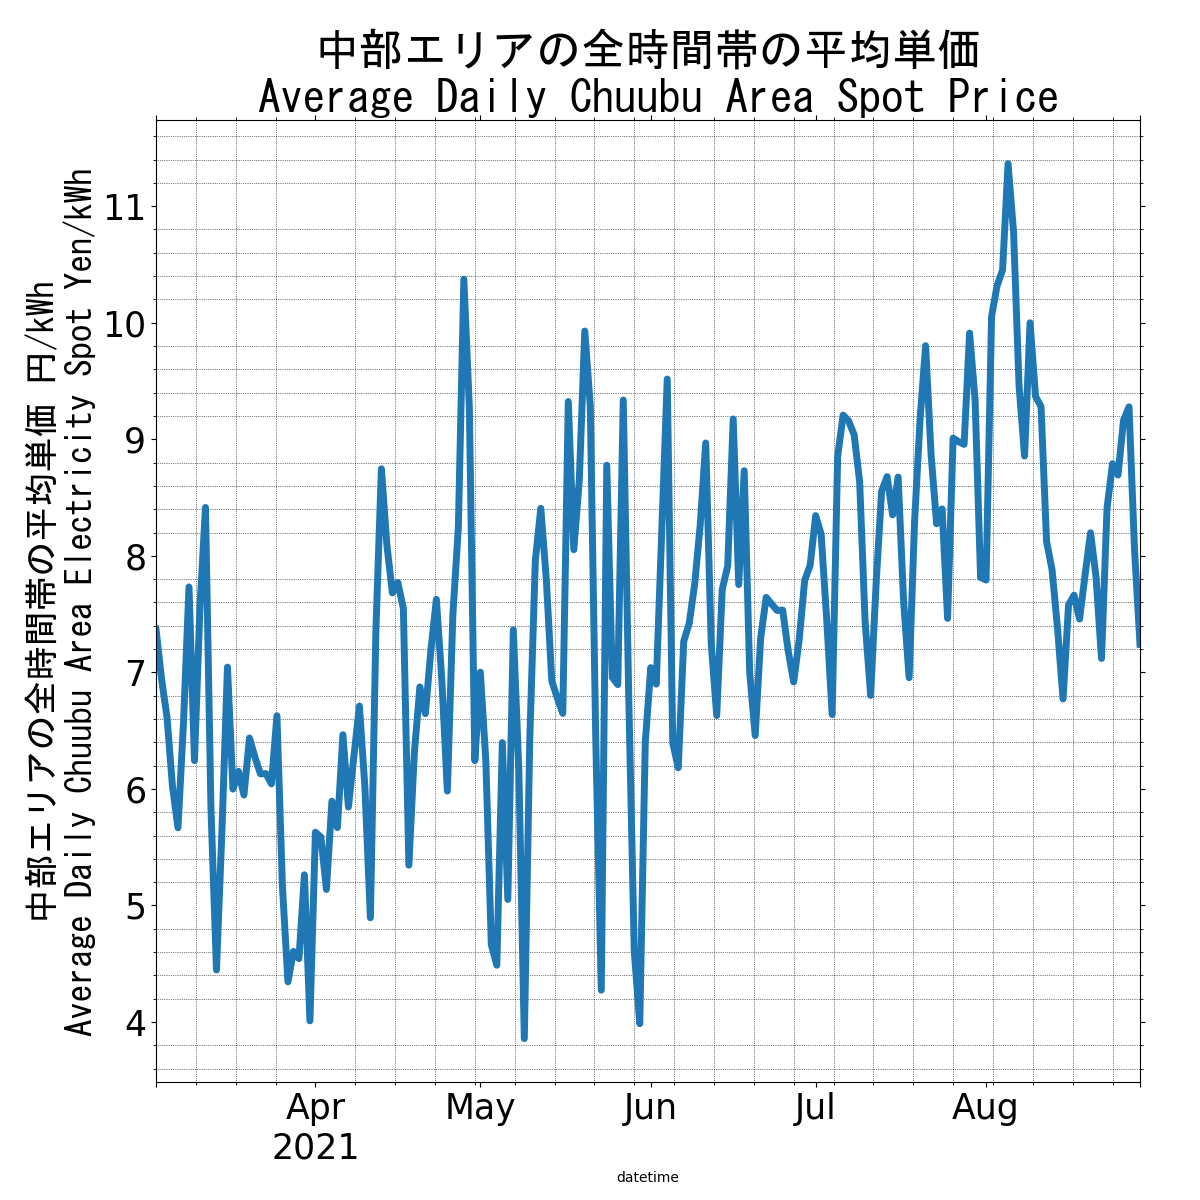 中部エリアの全時間帯の平均単価
Average Daily Chuubu Area Spot Price
中部エリアの全時間帯の平均単価 円/kWh
Average Daily Chuubu Area Electricity Spot Yen/kWh
11
10
9
8
7
6
5
4
Apr
2021
May
Jun
Jul
Aug
datetime